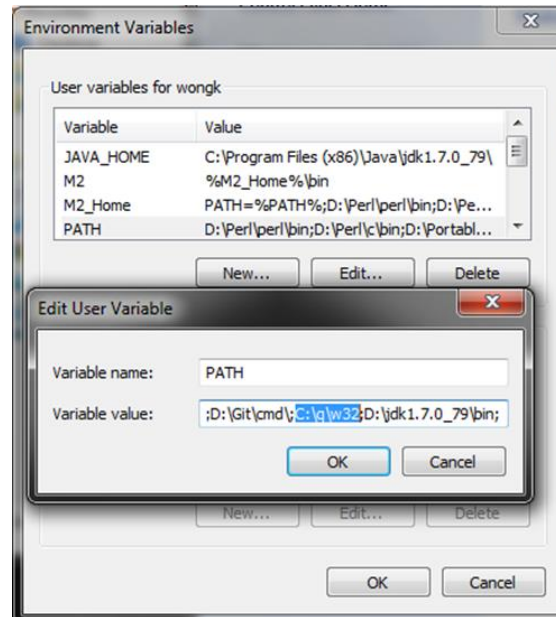 Environment Variables
User variables for wongk
Variable Value
JAVA_HOME C:\Program Files (x86)\Java\jdk1.7.0_79\
M2 %M2_Home%\bin
M2_Home PATH=%PATH%;D:\Perl\perl\bin;D:\Pe...
PATH D:\Perl\perl\bin;D:\Perl\c\bin;D:\Portabl...
New... Edit... Delete
Edit User Variable
Variable name: PATH
Variable value: ;D:\Git\cmd\;C:\g\w32;D:\jdk1.7.0_79\bin;
OK Cancel
New... Edit... Delete
OK Cancel